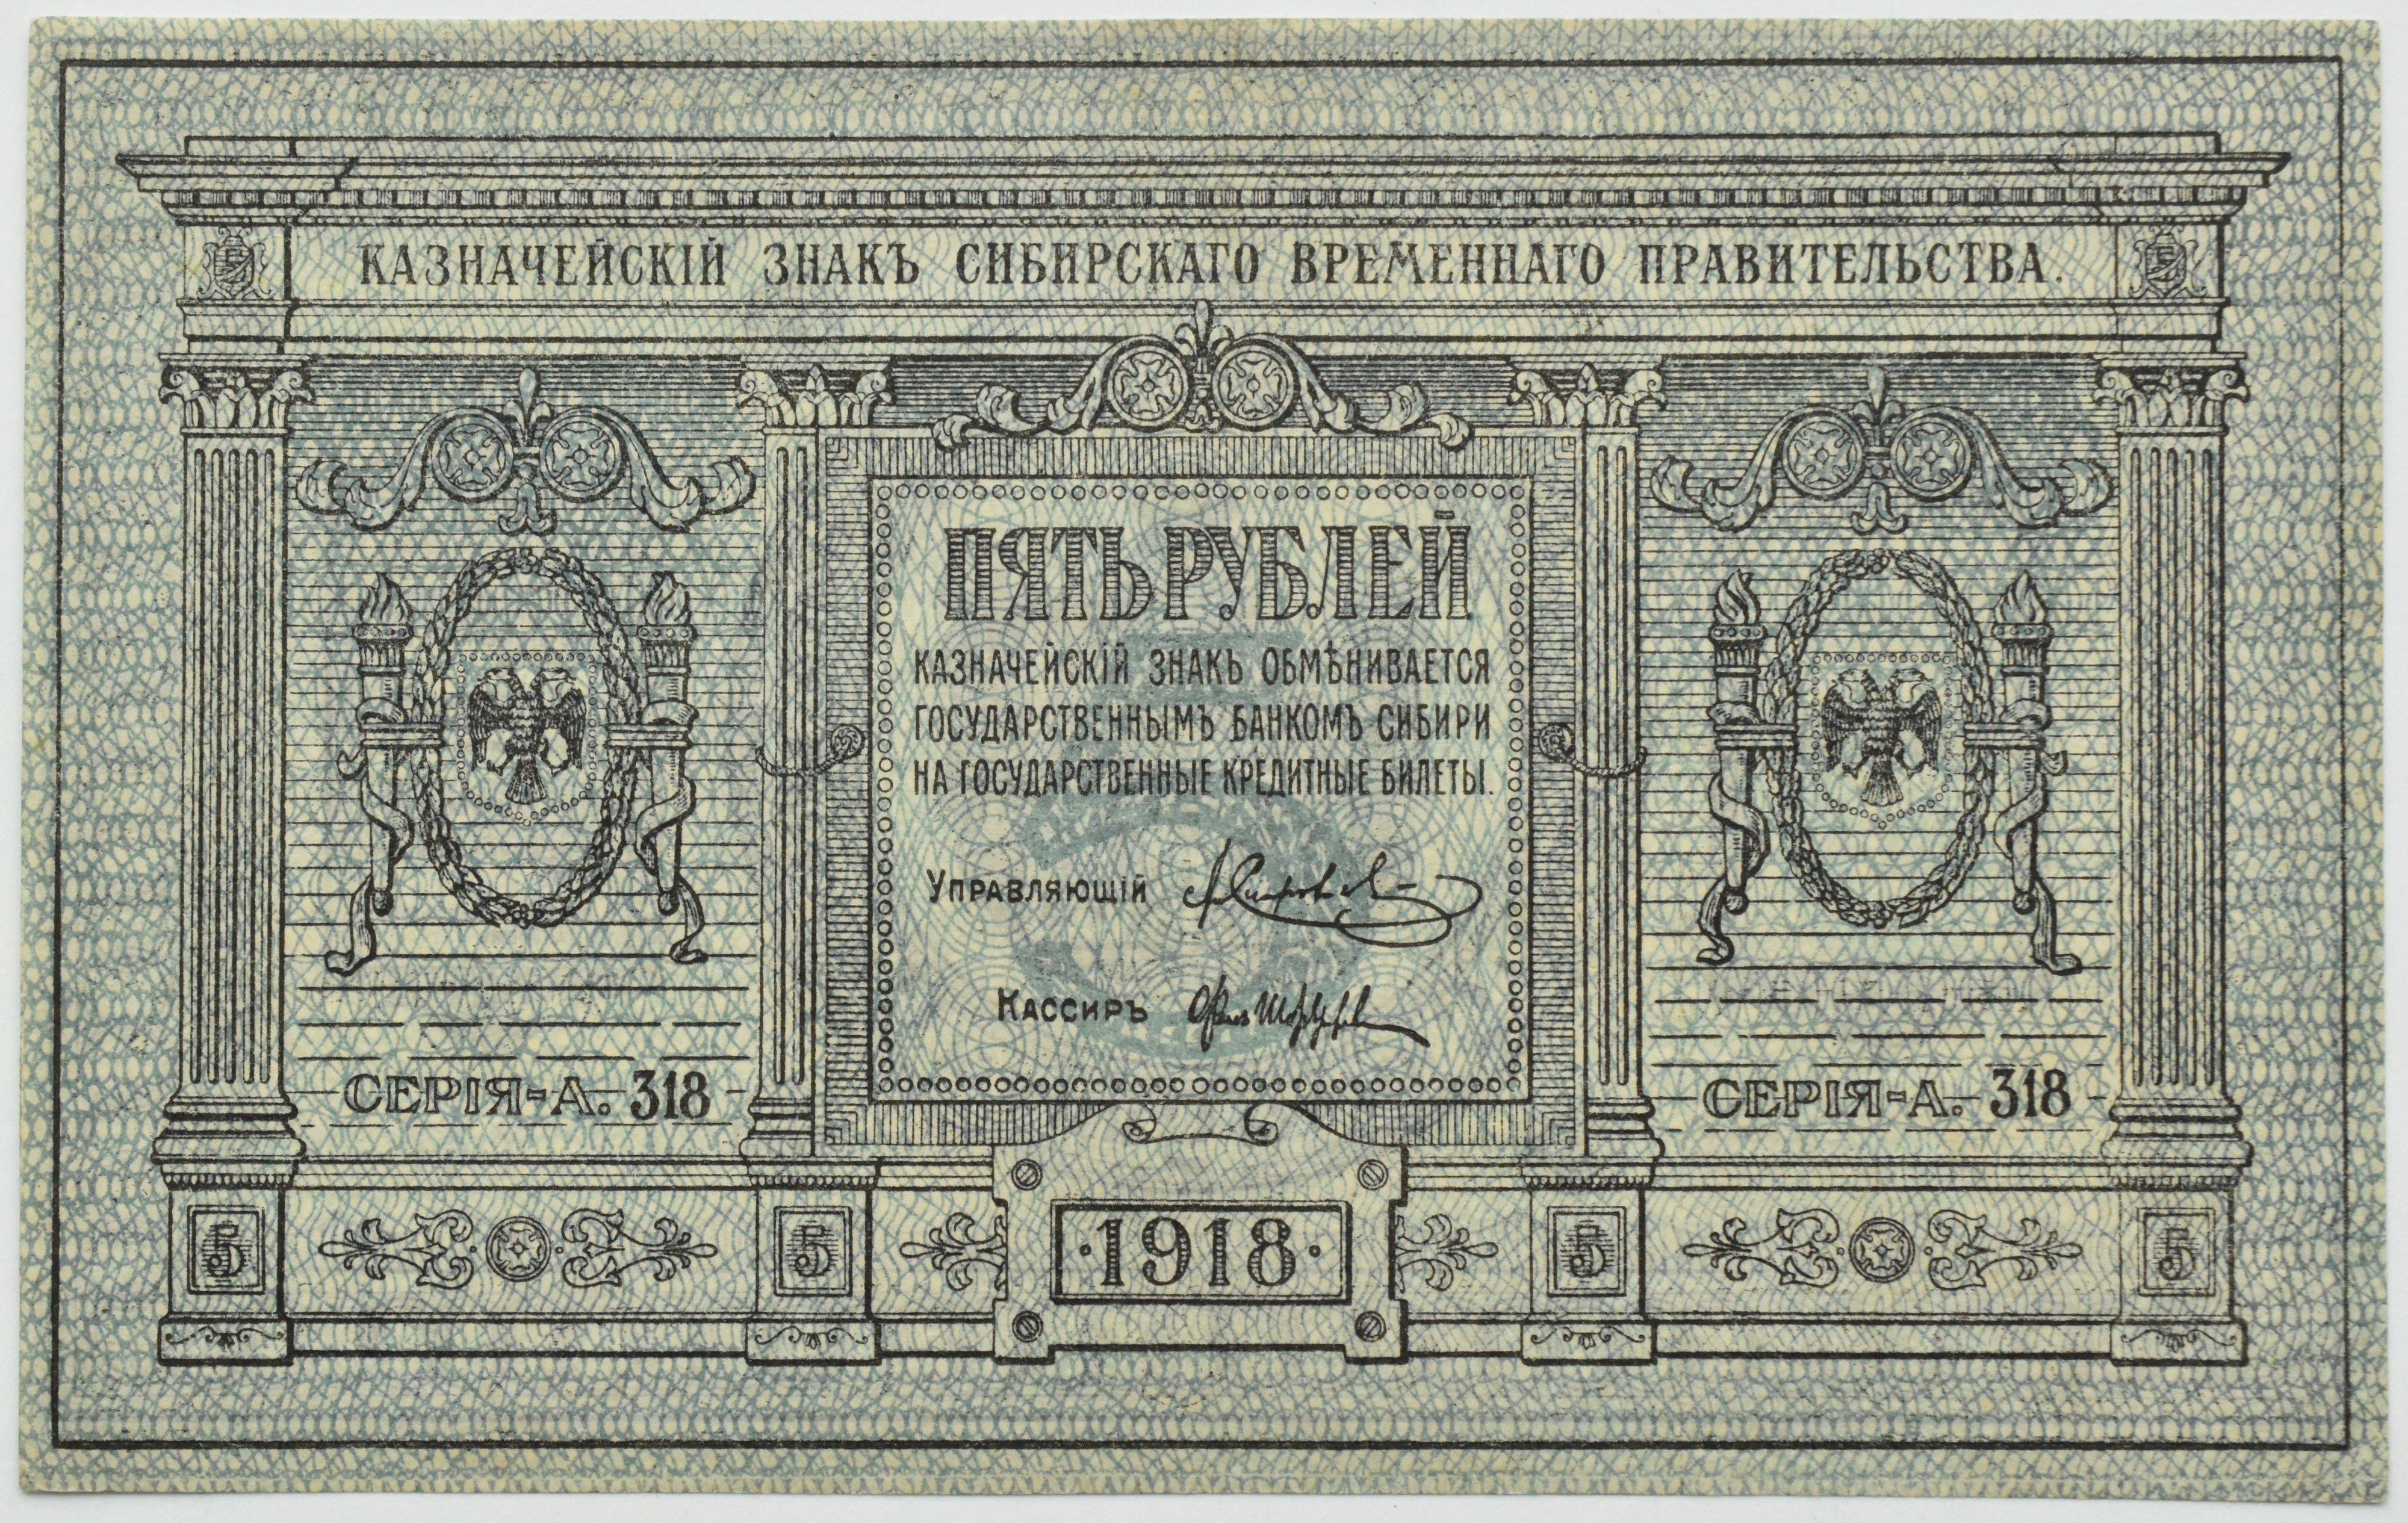 КАЗНАЧЕЙСКІЙ ЗНАКЪ СИБИРСКАГО ВРЕМЕННАГО ПРАВИТЕЛЬСТВА.
ПЯТЬ РУБЛЕЙ
КАЗНАЧЕЙСКІЙ ЗНАКЪ ОБМѢНИВАЕТСЯ
ГОСУДАРСТВЕННЫМЪ БАНКОМЪ СИБИРИ
НА ГОСУДАРСТВЕННЫЕ КРЕДИТНЫЕ БИЛЕТЫ.
УПРАВЛЯЮЩІЙ
КАССИРЪ
СЕРІЯ-А. 318
СЕРІЯ-А. 318
5 5 5 5
·1918·
5